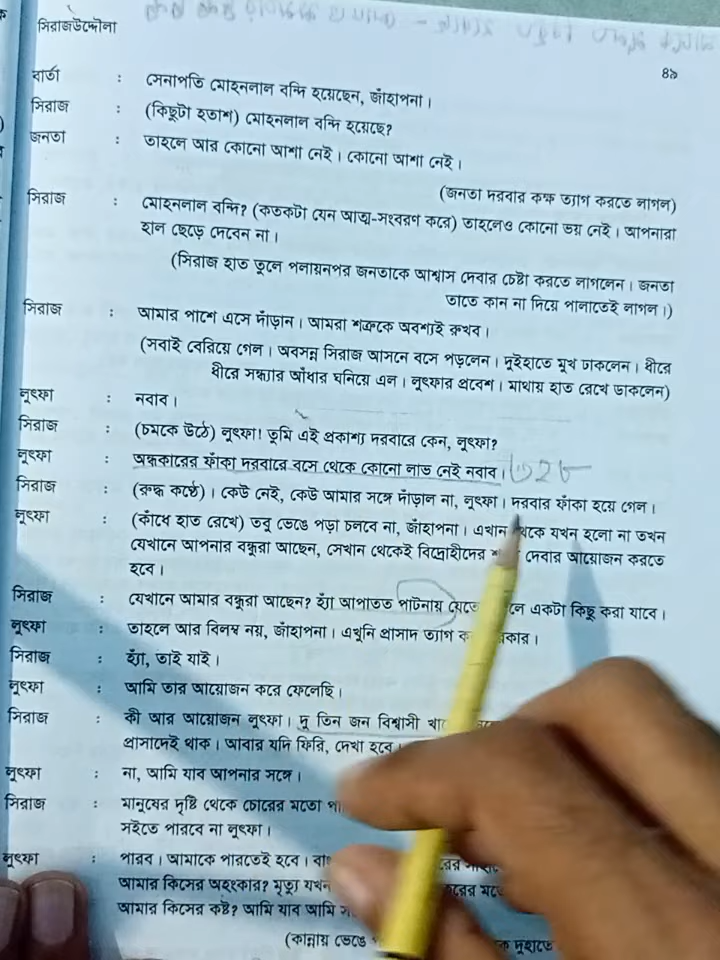 সিরাজউদ্দৌলা
৪৯
বার্তা : সেনাপতি মোহনলাল বন্দি হয়েছেন, জাঁহাপনা।
সিরাজ : (কিছুটা হতাশ) মোহনলাল বন্দি হয়েছে?
জনতা : তাহলে আর কোনো আশা নেই। কোনো আশা নেই।
(জনতা দরবার কক্ষ ত্যাগ করতে লাগল)
সিরাজ : মোহনলাল বন্দি? (কতকটা যেন আত্ম-সংবরণ করে) তাহলেও কোনো ভয় নেই। আপনারা
হাল ছেড়ে দেবেন না।
(সিরাজ হাত তুলে পলায়নপর জনতাকে আশ্বাস দেবার চেষ্টা করতে লাগলেন। জনতা
তাতে কান না দিয়ে পালাতেই লাগল।)
সিরাজ : আমার পাশে এসে দাঁড়ান। আমরা শত্রুকে অবশ্যই রুখব।
(সবাই বেরিয়ে গেল। অবসন্ন সিরাজ আসনে বসে পড়লেন। দুইহাতে মুখ ঢাকলেন। ধীরে
ধীরে সন্ধ্যার আঁধার ঘনিয়ে এল। লুৎফার প্রবেশ। মাথায় হাত রেখে ডাকলেন)
লুৎফা : নবাব।
সিরাজ : (চমকে উঠে) লুৎফা! তুমি এই প্রকাশ্য দরবারে কেন, লুৎফা?
লুৎফা : অন্ধকারের ফাঁকা দরবারে বসে থেকে কোনো লাভ নেই নবাব।
সিরাজ : (রুদ্ধ কণ্ঠে)। কেউ নেই, কেউ আমার সঙ্গে দাঁড়াল না, লুৎফা। দরবার ফাঁকা হয়ে গেল।
লুৎফা : (কাঁধে হাত রেখে) তবু ভেঙে পড়া চলবে না, জাঁহাপনা। এখান থেকে যখন হলো না তখন
যেখানে আপনার বন্ধুরা আছেন, সেখান থেকেই বিদ্রোহীদের দেবার আয়োজন করতে
হবে।
সিরাজ : যেখানে আমার বন্ধুরা আছেন? হ্যাঁ আপাতত পাটনায় যেতে একটা কিছু করা যাবে।
লুৎফা : তাহলে আর বিলম্ব নয়, জাঁহাপনা। এখুনি প্রাসাদ ত্যাগ
সিরাজ : হ্যাঁ, তাই যাই।
লুৎফা : আমি তার আয়োজন করে ফেলেছি।
সিরাজ : কী আর আয়োজন লুৎফা। দু তিন জন বিশ্বাসী
প্রাসাদেই থাক। আবার যদি ফিরি, দেখা হবে।
লুৎফা : না, আমি যাব আপনার সঙ্গে।
সিরাজ : মানুষের দৃষ্টি থেকে চোরের মতো
সইতে পারবে না লুৎফা।
লুৎফা : পারব। আমাকে পারতেই হবে।
আমার কিসের অহংকার? মৃত্যু যখন
আমার কিসের কষ্ট? আমি যাব আমি
(কান্নায় ভেঙে দুহাতে